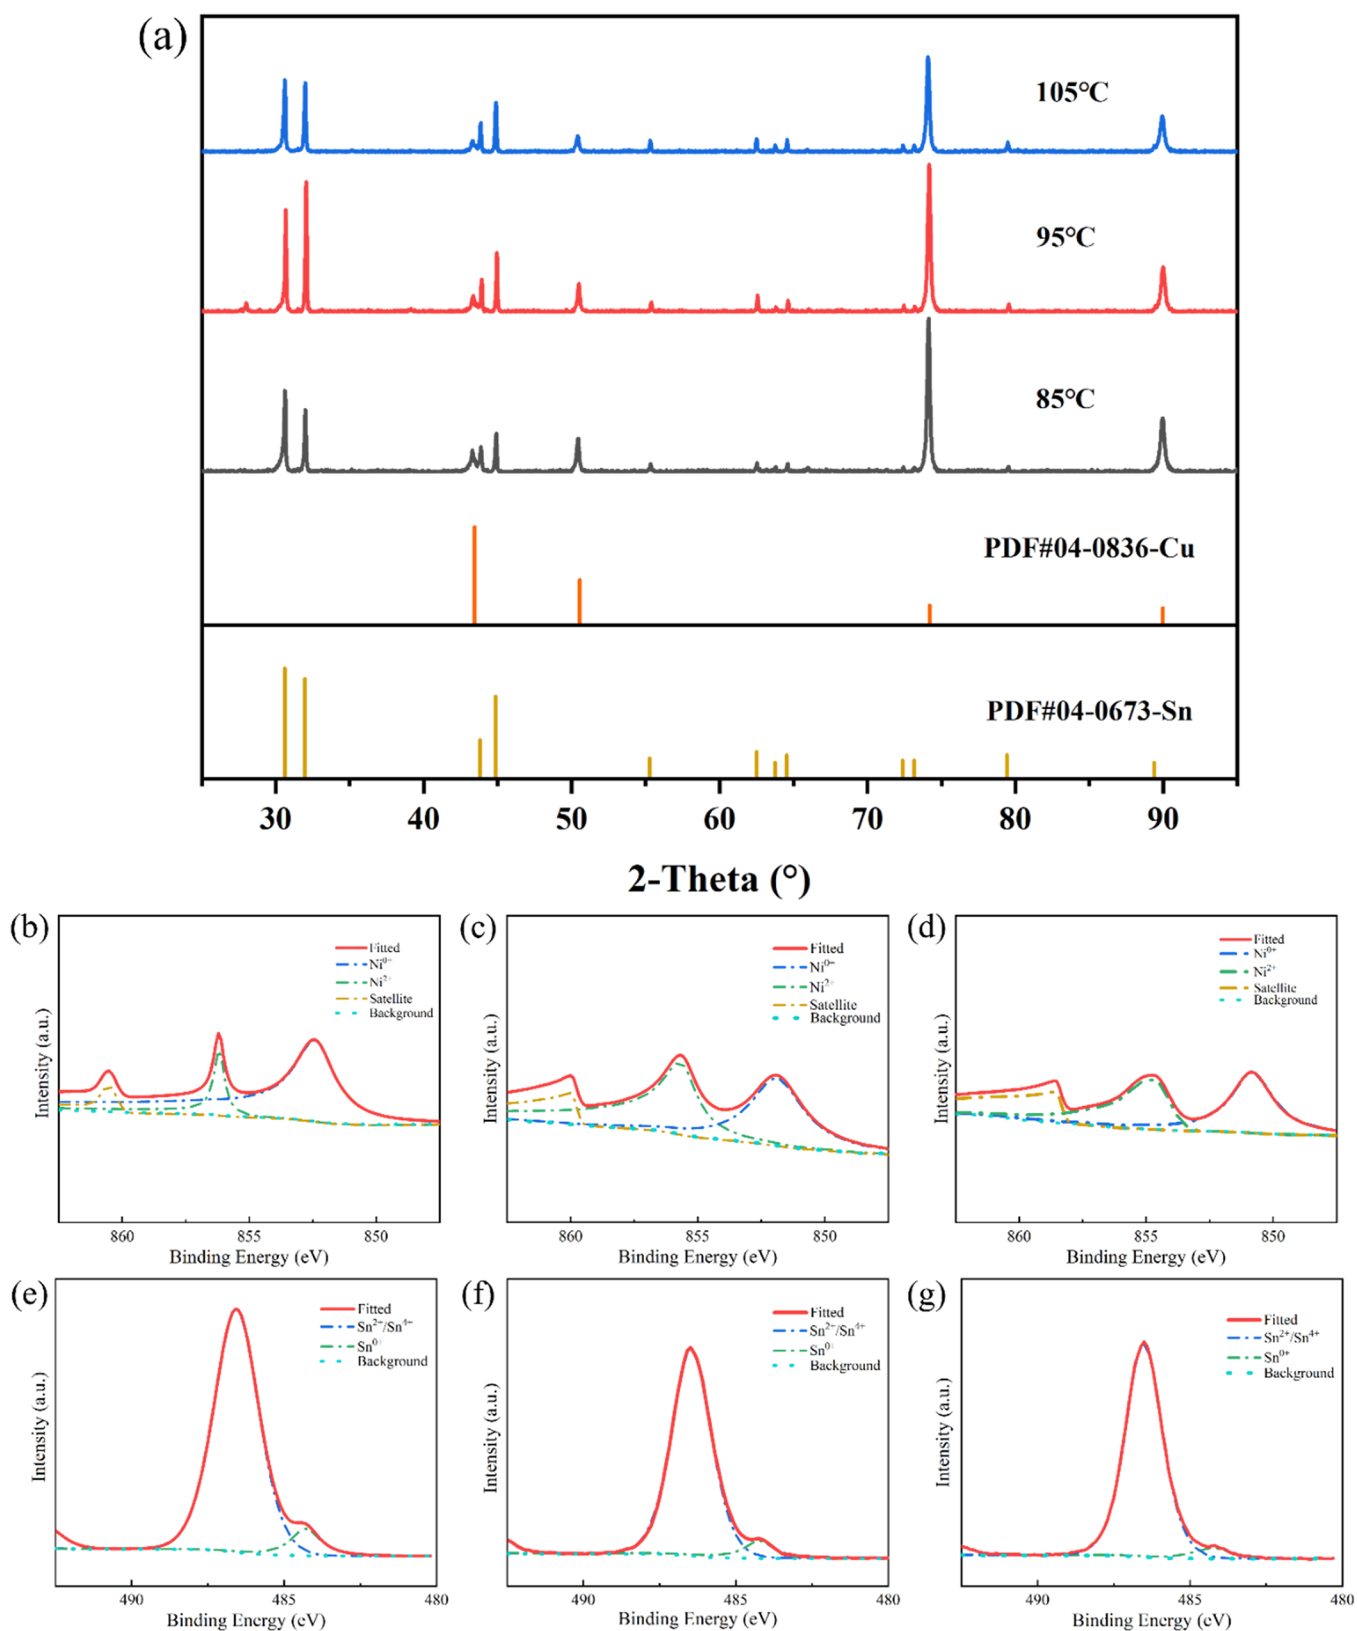 (a)
105°C
95°C
85°C
PDF#04-0836-Cu
PDF#04-0673-Sn
30 40 50 60 70 80 90
2-Theta (°)
(b)
Fitted
Ni⁰⁺
Ni²⁺
Satellite
Background
Intensity (a.u.)
860 855 850
Binding Energy (eV)
(c)
Fitted
Ni⁰⁺
Ni²⁺
Satellite
Background
Intensity (a.u.)
860 855 850
Binding Energy (eV)
(d)
Fitted
Ni⁰⁺
Ni²⁺
Satellite
Background
Intensity (a.u.)
860 855 850
Binding Energy (eV)
(e)
Fitted
Sn²⁺/Sn⁴⁺
Sn⁰⁺
Background
Intensity (a.u.)
490 485 480
Binding Energy (eV)
(f)
Fitted
Sn²⁺/Sn⁴⁺
Sn⁰⁺
Background
Intensity (a.u.)
490 485 480
Binding Energy (eV)
(g)
Fitted
Sn²⁺/Sn⁴⁺
Sn⁰⁺
Background
Intensity (a.u.)
490 485 480
Binding Energy (eV)